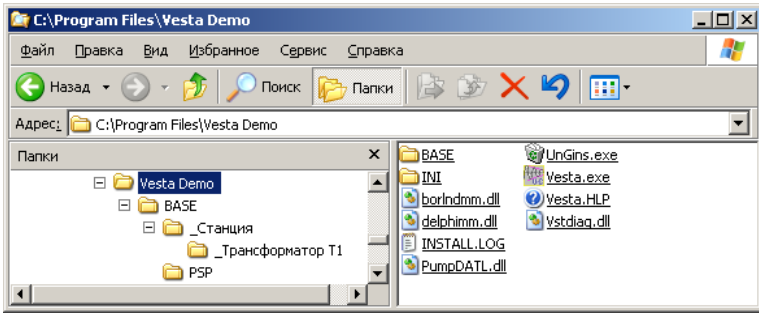 C:\Program Files\Vesta Demo
Файл Правка Вид Избранное Сервис Справка
Назад Поиск Папки
Адрес: C:\Program Files\Vesta Demo
Папки
Vesta Demo
BASE
_Станция
_Трансформатор Т1
PSP
BASE
INI
borlndmm.dll
delphimm.dll
INSTALL.LOG
PumpDATL.dll
UnGins.exe
Vesta.exe
Vesta.HLP
Vstdiag.dll